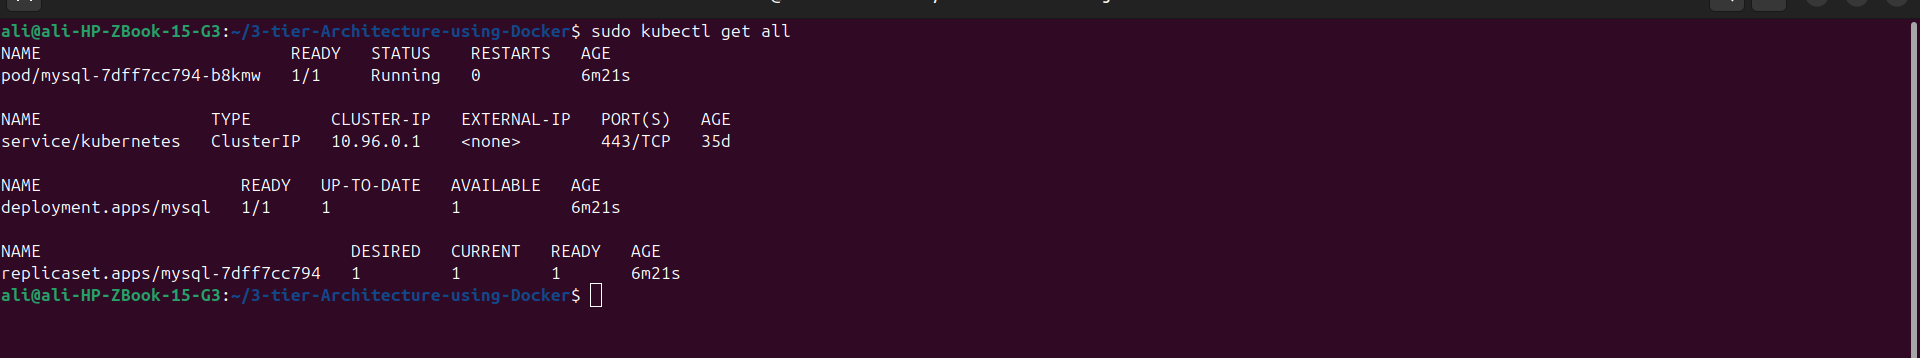 ali@ali-HP-ZBook-15-G3:~/3-tier-Architecture-using-Docker$ sudo kubectl get all
NAME                         READY   STATUS    RESTARTS   AGE
pod/mysql-7dff7cc794-b8kmw   1/1     Running   0          6m21s

NAME                 TYPE        CLUSTER-IP   EXTERNAL-IP   PORT(S)   AGE
service/kubernetes   ClusterIP   10.96.0.1    <none>        443/TCP   35d

NAME                    READY   UP-TO-DATE   AVAILABLE   AGE
deployment.apps/mysql   1/1     1            1           6m21s

NAME                               DESIRED   CURRENT   READY   AGE
replicaset.apps/mysql-7dff7cc794   1         1         1       6m21s
ali@ali-HP-ZBook-15-G3:~/3-tier-Architecture-using-Docker$